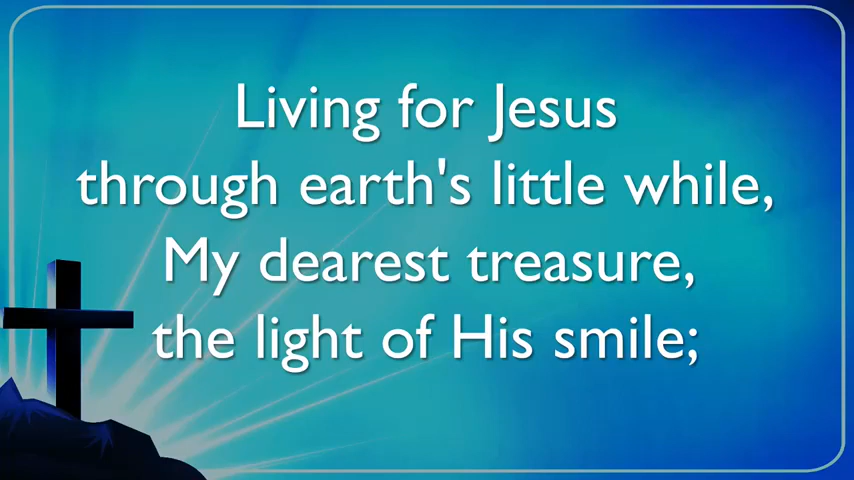 Living for Jesus
through earth's little while,
My dearest treasure,
the light of His smile;